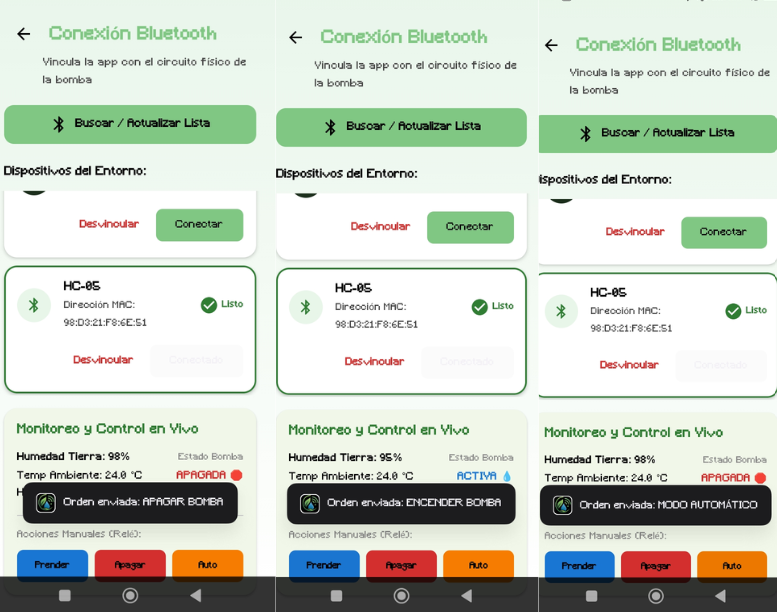 Conexión Bluetooth
Vincula la app con el circuito físico de
la bomba
Buscar / Actualizar Lista
Dispositivos del Entorno:
Desvincular
Conectar
HC-05
Dirección MAC:
98:D3:21:F8:6E:51
Listo
Desvincular
Conectado
Monitoreo y Control en Vivo
Humedad Tierra: 98%
Estado Bomba
Temp Ambiente: 24.0 °C
APAGADA
H
Orden enviada: APAGAR BOMBA
Acciones Manuales (Relé):
Prender
Apagar
Auto
Conexión Bluetooth
Vincula la app con el circuito físico de
la bomba
Buscar / Actualizar Lista
Dispositivos del Entorno:
Desvincular
Conectar
HC-05
Dirección MAC:
98:D3:21:F8:6E:51
Listo
Desvincular
Conectado
Monitoreo y Control en Vivo
Humedad Tierra: 95%
Estado Bomba
Temp Ambiente: 24.0 °C
ACTIVA
Orden enviada: ENCENDER BOMBA
Acciones Manuales (Relé):
Prender
Apagar
Auto
Conexión Bluetooth
Vincula la app con el circuito físico de
la bomba
Buscar / Actualizar Lista
ispositivos del Entorno:
Desvincular
Conectar
HC-05
Dirección MAC:
98:D3:21:F8:6E:51
Listo
Desvincular
Conectado
Monitoreo y Control en Vivo
Humedad Tierra: 98%
Estado Bomba
Temp Ambiente: 24.0 °C
APAGADA
Orden enviada: MODO AUTOMÁTICO
Acciones Manuales (Relé):
Prender
Apagar
Auto